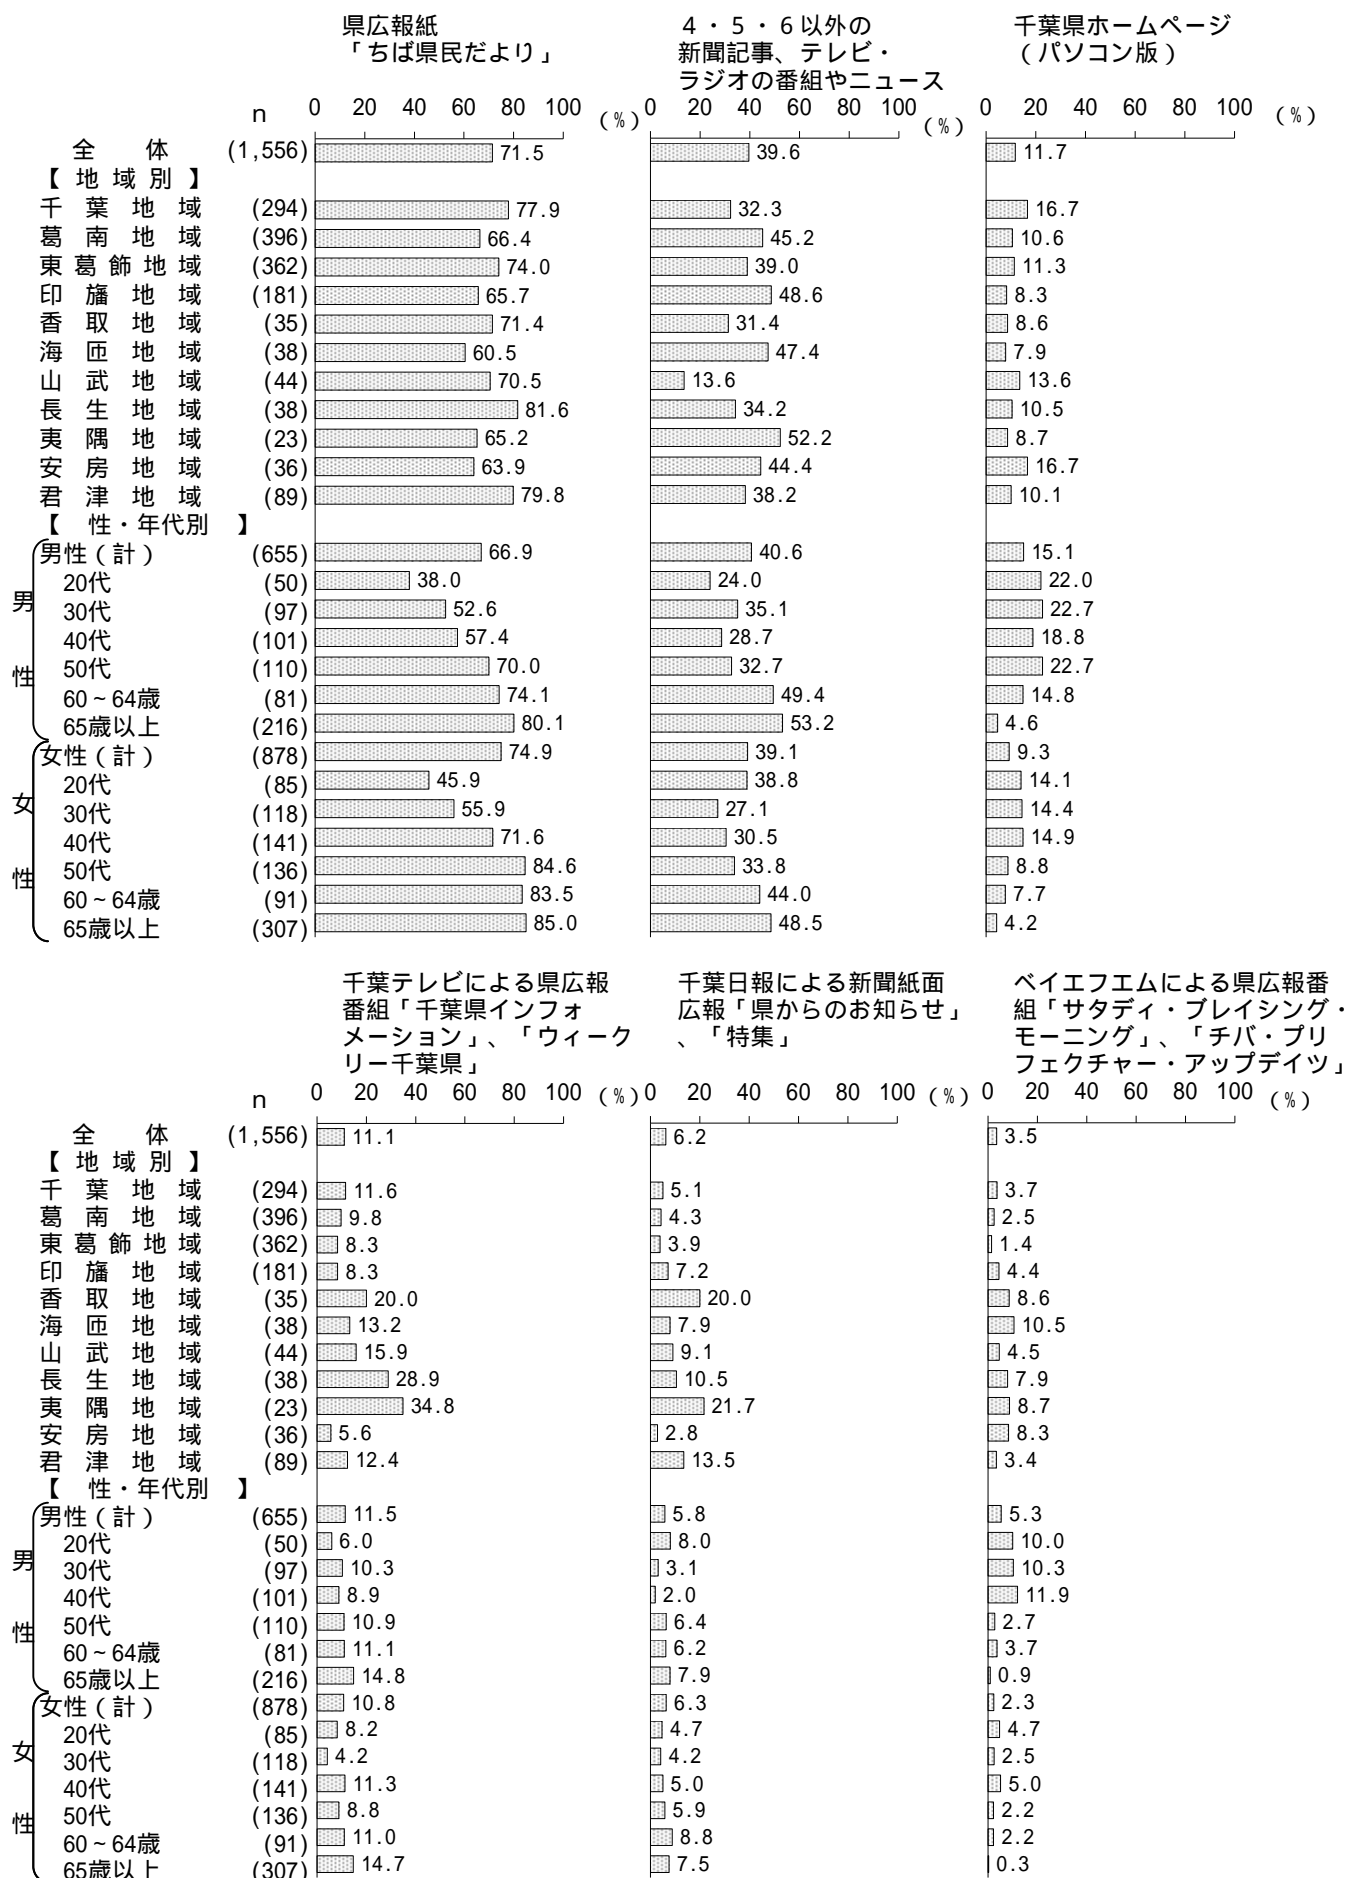 県広報紙
「ちば県民だより」
４・５・６以外の
新聞記事、テレビ・
ラジオの番組やニュース
千葉県ホームページ
（パソコン版）
n 0 20 40 60 80 100 (％) 0 20 40 60 80 100 (％) 0 20 40 60 80 100 (％)
全体 (1,556) 71.5 39.6 11.7
【地域別】
千葉地域 (294) 77.9 32.3 16.7
葛南地域 (396) 66.4 45.2 10.6
東葛飾地域 (362) 74.0 39.0 11.3
印旛地域 (181) 65.7 48.6 8.3
香取地域 (35) 71.4 31.4 8.6
海匝地域 (38) 60.5 47.4 7.9
山武地域 (44) 70.5 13.6 13.6
長生地域 (38) 81.6 34.2 10.5
夷隅地域 (23) 65.2 52.2 8.7
安房地域 (36) 63.9 44.4 16.7
君津地域 (89) 79.8 38.2 10.1
【性・年代別】
男性
男性（計） (655) 66.9 40.6 15.1
20代 (50) 38.0 24.0 22.0
30代 (97) 52.6 35.1 22.7
40代 (101) 57.4 28.7 18.8
50代 (110) 70.0 32.7 22.7
60～64歳 (81) 74.1 49.4 14.8
65歳以上 (216) 80.1 53.2 4.6
女性
女性（計） (878) 74.9 39.1 9.3
20代 (85) 45.9 38.8 14.1
30代 (118) 55.9 27.1 14.4
40代 (141) 71.6 30.5 14.9
50代 (136) 84.6 33.8 8.8
60～64歳 (91) 83.5 44.0 7.7
65歳以上 (307) 85.0 48.5 4.2
千葉テレビによる県広報
番組「千葉県インフォ
メーション」、「ウィーク
リー千葉県」
千葉日報による新聞紙面
広報「県からのお知らせ」
、「特集」
ベイエフエムによる県広報番
組「サタディ・ブレイシング・
モーニング」、「チバ・プリ
フェクチャー・アップデイツ」
n 0 20 40 60 80 100 (％) 0 20 40 60 80 100 (％) 0 20 40 60 80 100 (％)
全体 (1,556) 11.1 6.2 3.5
【地域別】
千葉地域 (294) 11.6 5.1 3.7
葛南地域 (396) 9.8 4.3 2.5
東葛飾地域 (362) 8.3 3.9 1.4
印旛地域 (181) 8.3 7.2 4.4
香取地域 (35) 20.0 20.0 8.6
海匝地域 (38) 13.2 7.9 10.5
山武地域 (44) 15.9 9.1 4.5
長生地域 (38) 28.9 10.5 7.9
夷隅地域 (23) 34.8 21.7 8.7
安房地域 (36) 5.6 2.8 8.3
君津地域 (89) 12.4 13.5 3.4
【性・年代別】
男性
男性（計） (655) 11.5 5.8 5.3
20代 (50) 6.0 8.0 10.0
30代 (97) 10.3 3.1 10.3
40代 (101) 8.9 2.0 11.9
50代 (110) 10.9 6.4 2.7
60～64歳 (81) 11.1 6.2 3.7
65歳以上 (216) 14.8 7.9 0.9
女性
女性（計） (878) 10.8 6.3 2.3
20代 (85) 8.2 4.7 4.7
30代 (118) 4.2 4.2 2.5
40代 (141) 11.3 5.0 5.0
50代 (136) 8.8 5.9 2.2
60～64歳 (91) 11.0 8.8 2.2
65歳以上 (307) 14.7 7.5 0.3